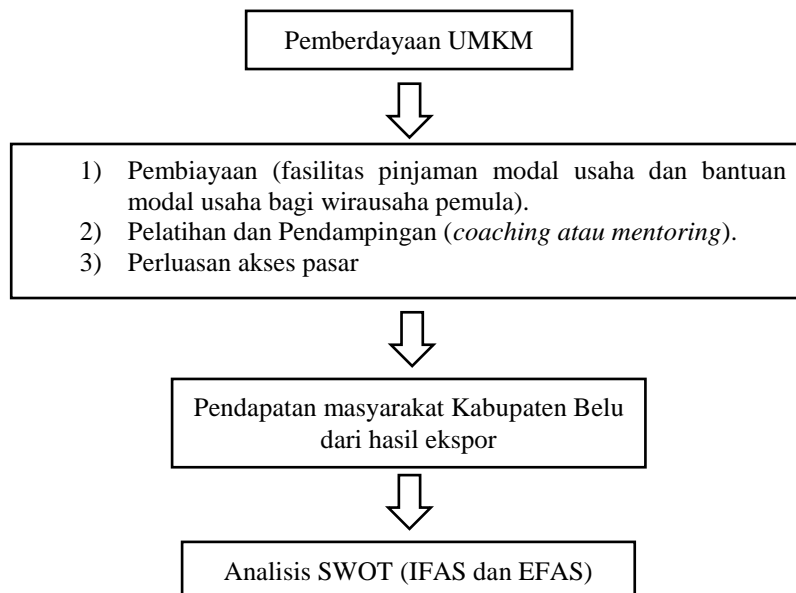 Pemberdayaan UMKM
1) Pembiayaan (fasilitas pinjaman modal usaha dan bantuan
modal usaha bagi wirausaha pemula).
2) Pelatihan dan Pendampingan (coaching atau mentoring).
3) Perluasan akses pasar
Pendapatan masyarakat Kabupaten Belu
dari hasil ekspor
Analisis SWOT (IFAS dan EFAS)